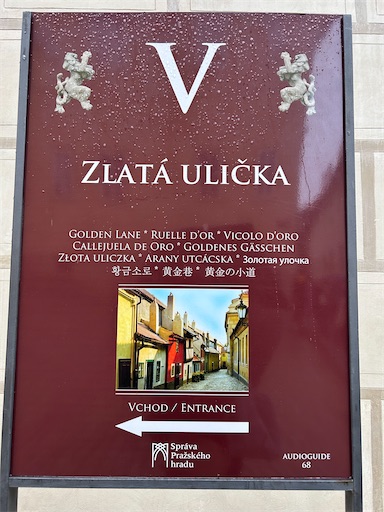 V
ZLATÁ ULIČKA
GOLDEN LANE * RUELLE D'OR * VICOLO D'ORO
CALLEJUELA DE ORO * GOLDENES GÄSSCHEN
ZŁOTA ULICZKA * ARANY UTCÁCSKA * Золотая улочка
황금소로 * 黄金巷 * 黄金の小道
VCHOD / ENTRANCE
Správa
Pražského
hradu
AUDIOGUIDE
68